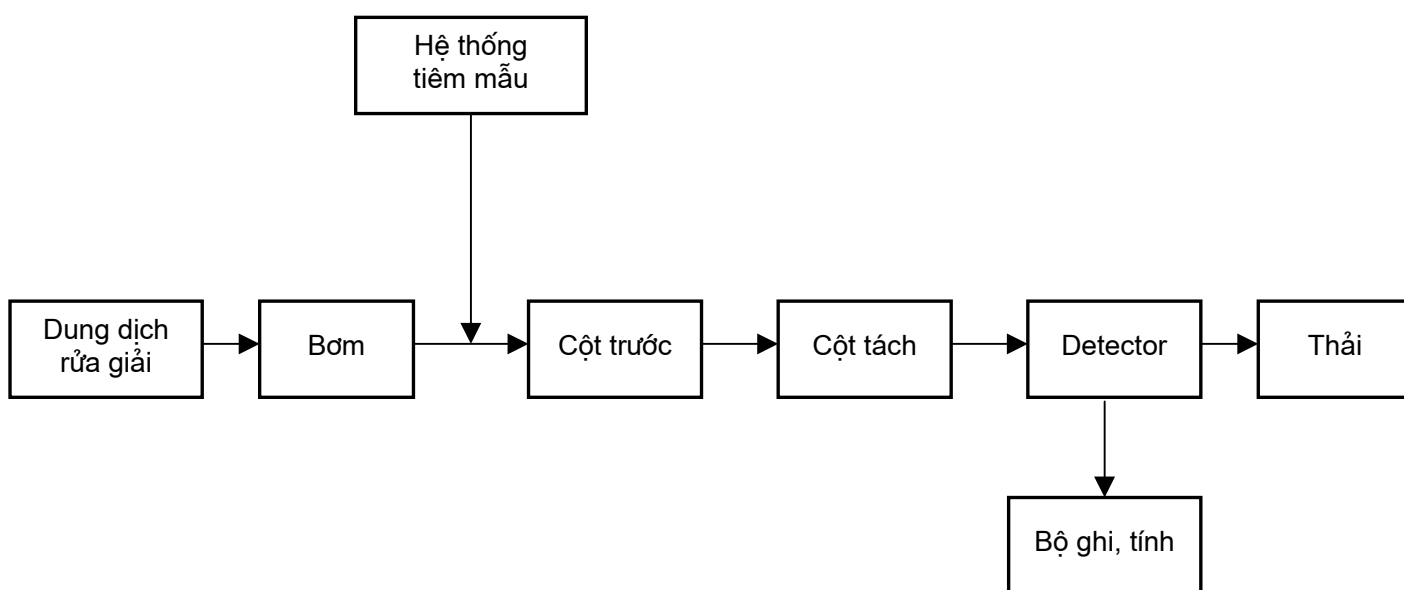 Hệ thống
tiêm mẫu
Dung dịch
rửa giải
Bơm
Cột trước
Cột tách
Detector
Thải
Bộ ghi, tính